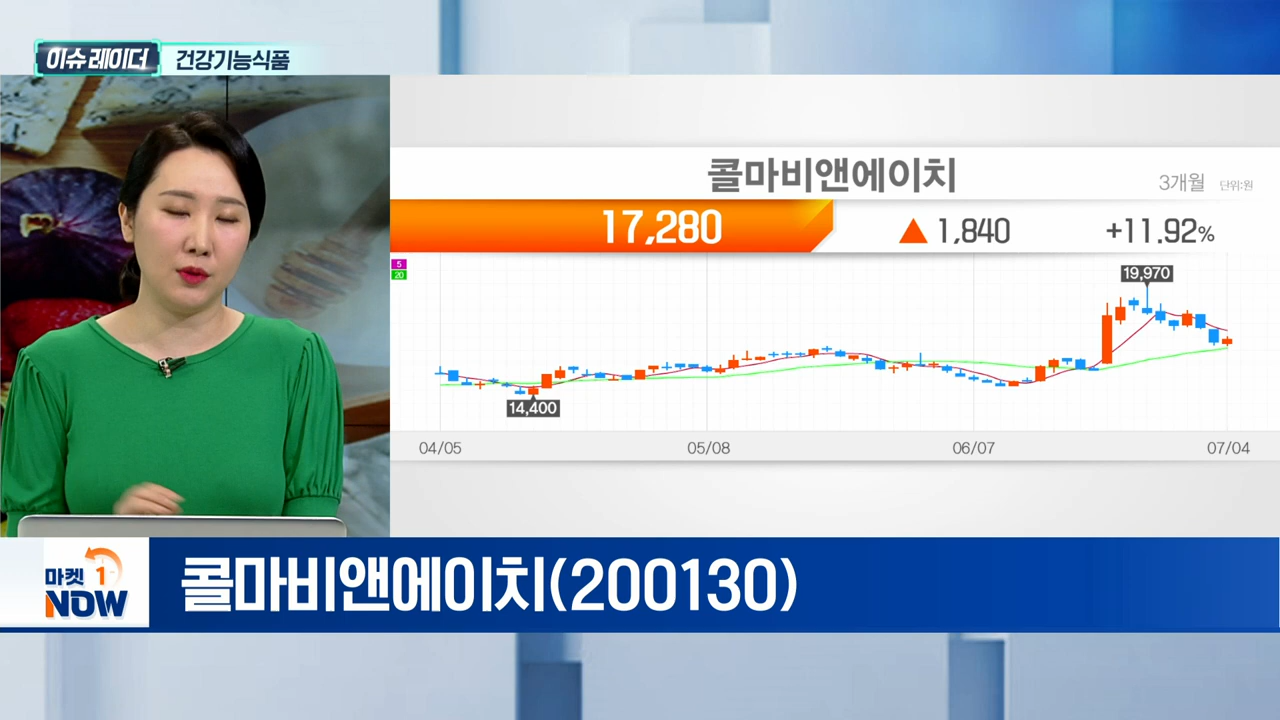 이슈 레이더 건강기능식품
콜마비앤에이치
3개월 단위:원
17,280 ▲ 1,840 +11.92%
5
20
19,970
14,400
04/05 05/08 06/07 07/04
마켓 1
NOW
콜마비앤에이치(200130)